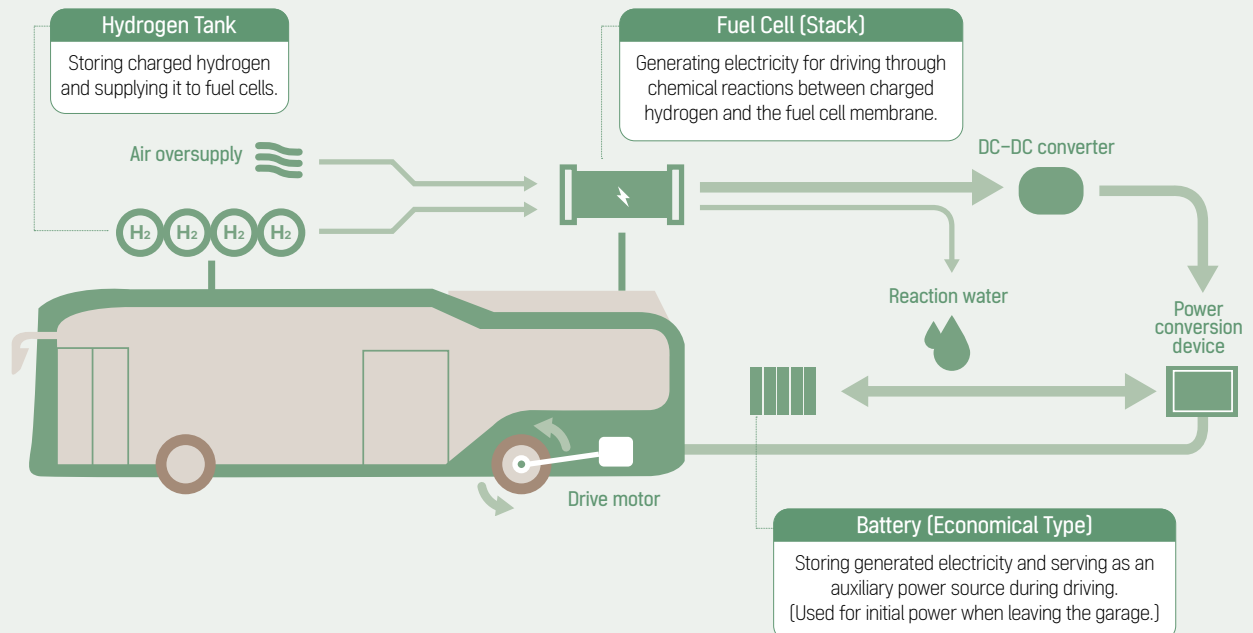 Hydrogen Tank
Storing charged hydrogen
and supplying it to fuel cells.
Fuel Cell (Stack)
Generating electricity for driving through
chemical reactions between charged
hydrogen and the fuel cell membrane.
Air oversupply
DC-DC converter
H2 H2 H2 H2
Reaction water
Power
conversion
device
Drive motor
Battery (Economical Type)
Storing generated electricity and serving as an
auxiliary power source during driving.
(Used for initial power when leaving the garage.)